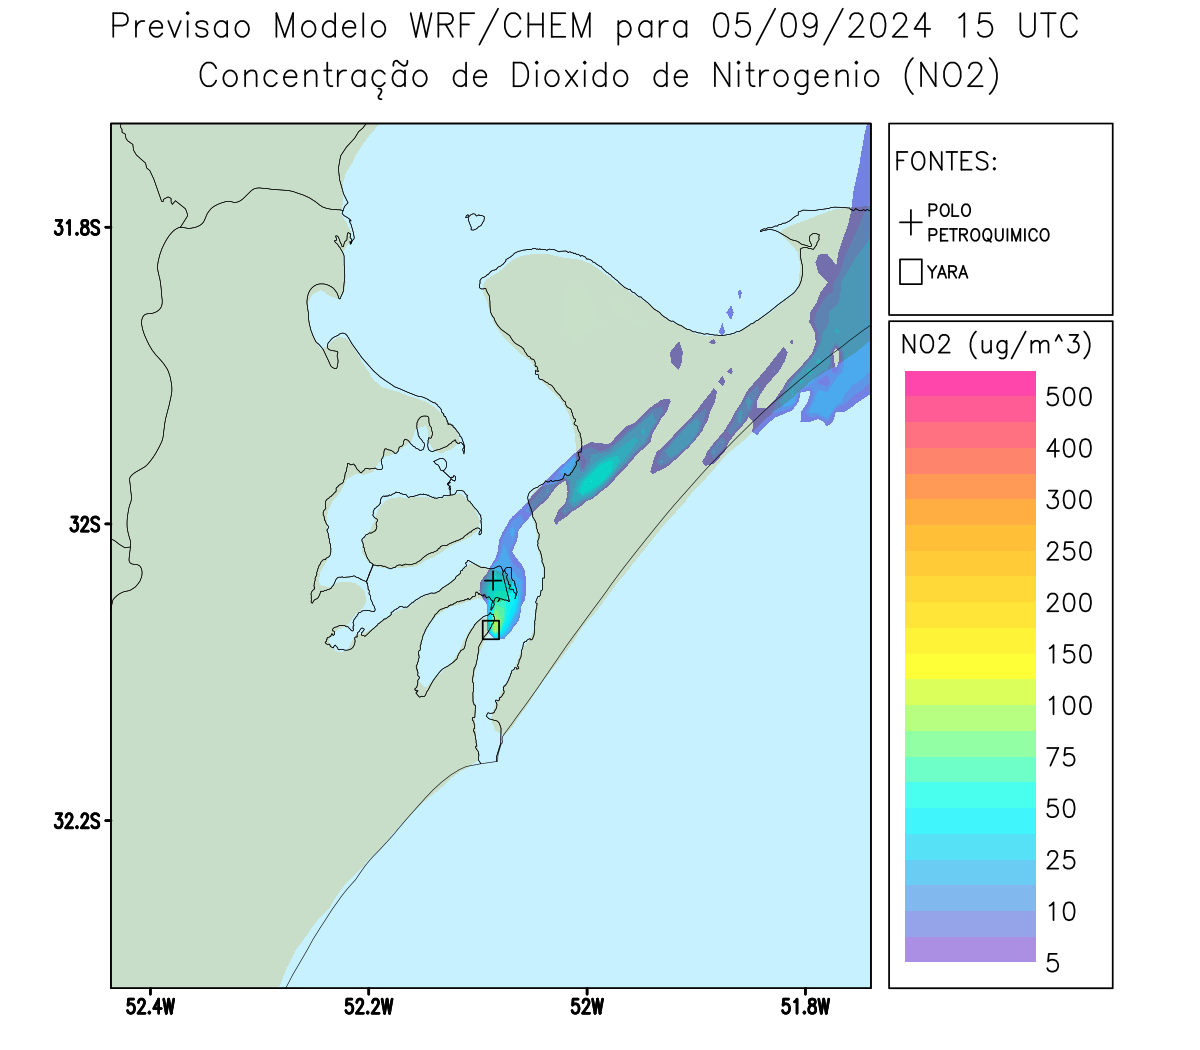 Previsao Modelo WRF/CHEM para 05/09/2024 15 UTC
Concentração de Dioxido de Nitrogenio (NO2)
FONTES:
POLO
PETROQUIMICO
YARA
NO2 (ug/m^3)
500
400
300
250
200
150
100
75
50
25
10
5
31.8S
32S
32.2S
52.4W
52.2W
52W
51.8W